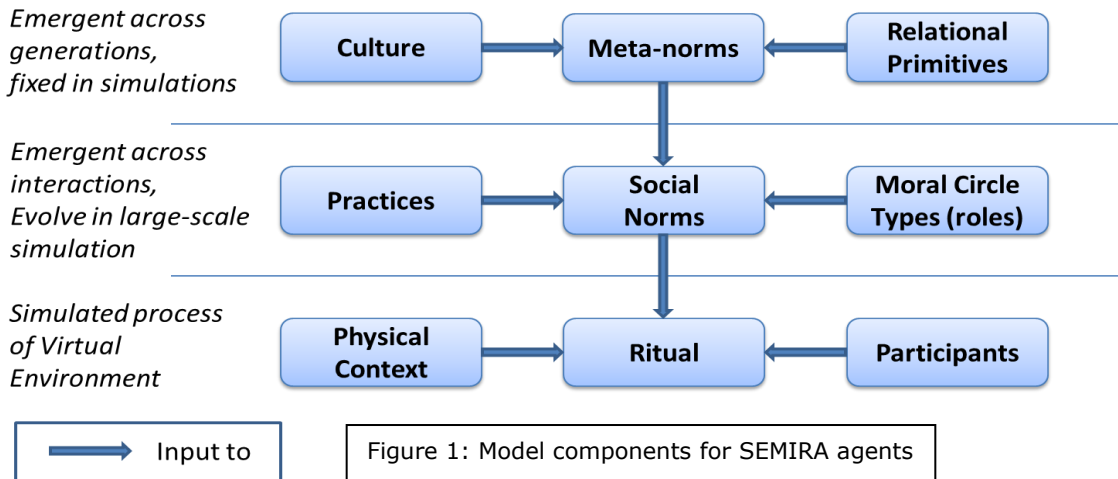 Emergent across
generations,
fixed in simulations
Culture
Meta-norms
Relational
Primitives
Emergent across
interactions,
Evolve in large-scale
simulation
Practices
Social
Norms
Moral Circle
Types (roles)
Simulated process
of Virtual
Environment
Physical
Context
Ritual
Participants
Input to
Figure 1: Model components for SEMIRA agents